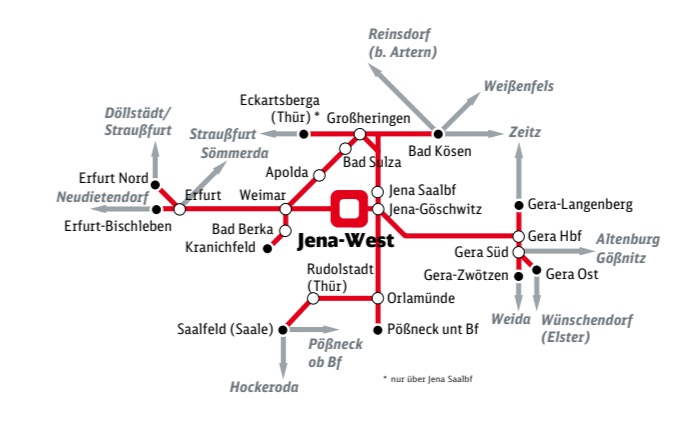 Reinsdorf
(b. Artern)
Weißenfels
Eckartsberga
(Thür) *
Großheringen
Döllstädt/
Straußfurt
Straußfurt
Sömmerda
Zeitz
Bad Kösen
Bad Sulza
Apolda
Erfurt Nord
Neudietendorf
Erfurt
Weimar
Jena Saalbf
Jena-Göschwitz
Gera-Langenberg
Erfurt-Bischleben
Bad Berka
Kranichfeld
Jena-West
Gera Hbf
Gera Süd
Altenburg
Gößnitz
Gera-Zwötzen
Gera Ost
Rudolstadt
(Thür)
Orlamünde
Weida
Wünschendorf
(Elster)
Saalfeld (Saale)
Pößneck
ob Bf
Pößneck unt Bf
Hockeroda
* nur über Jena Saalbf